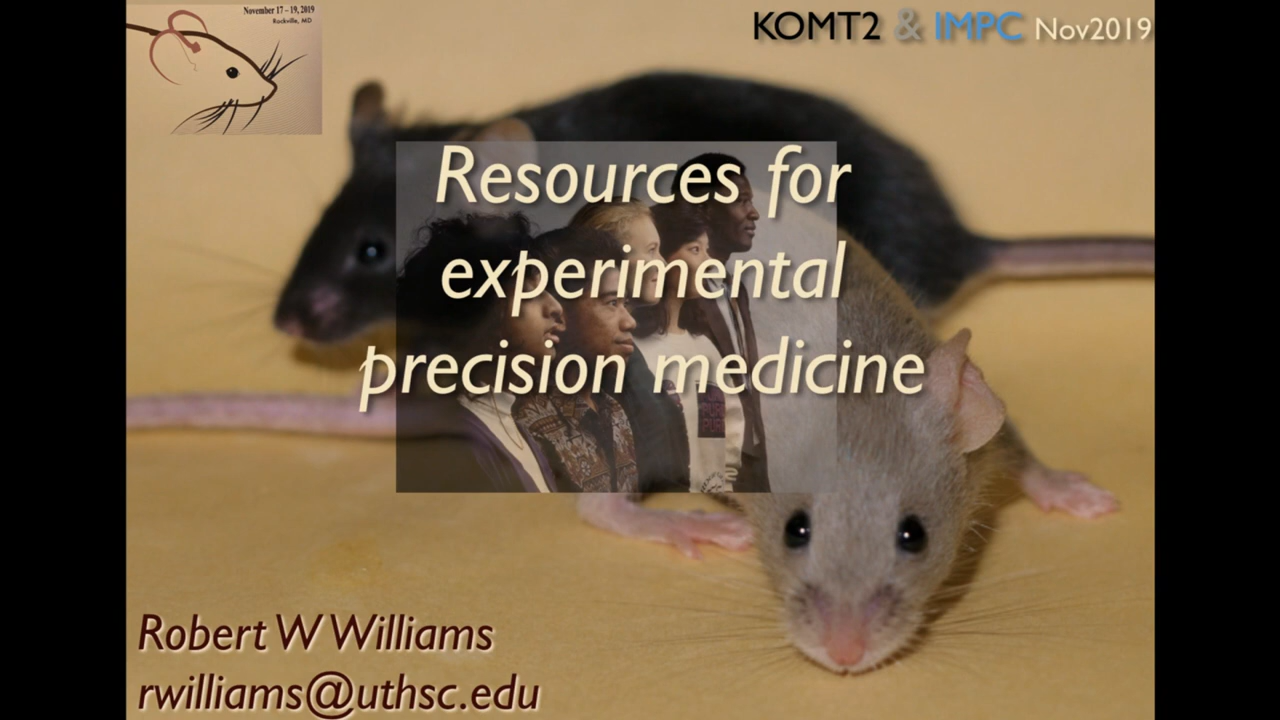 November 17 – 19, 2019
Rockville, MD
KOMT2 & IMPC Nov2019
Resources for
experimental
precision medicine
Robert W Williams
rwilliams@uthsc.edu